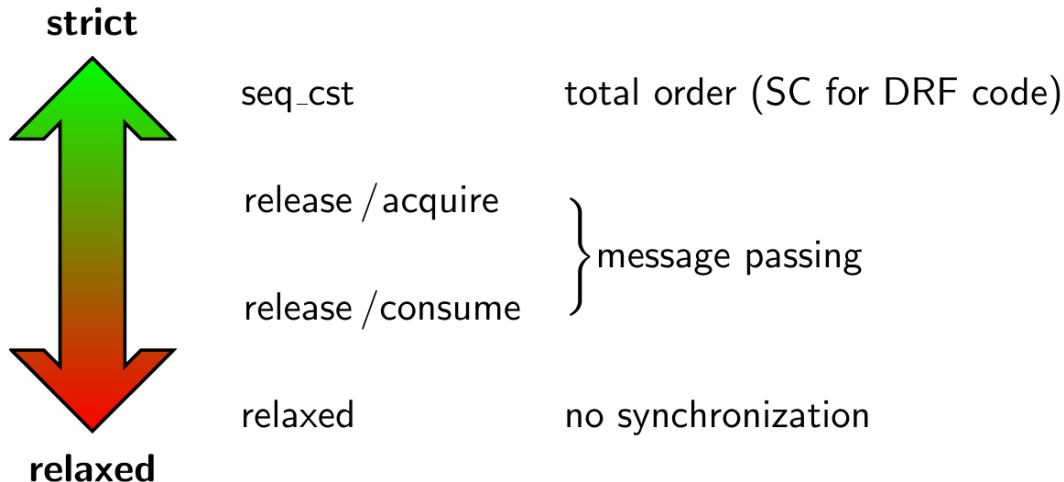 strict
seq_cst total order (SC for DRF code)
release/acquire
message passing
release/consume
relaxed no synchronization
relaxed